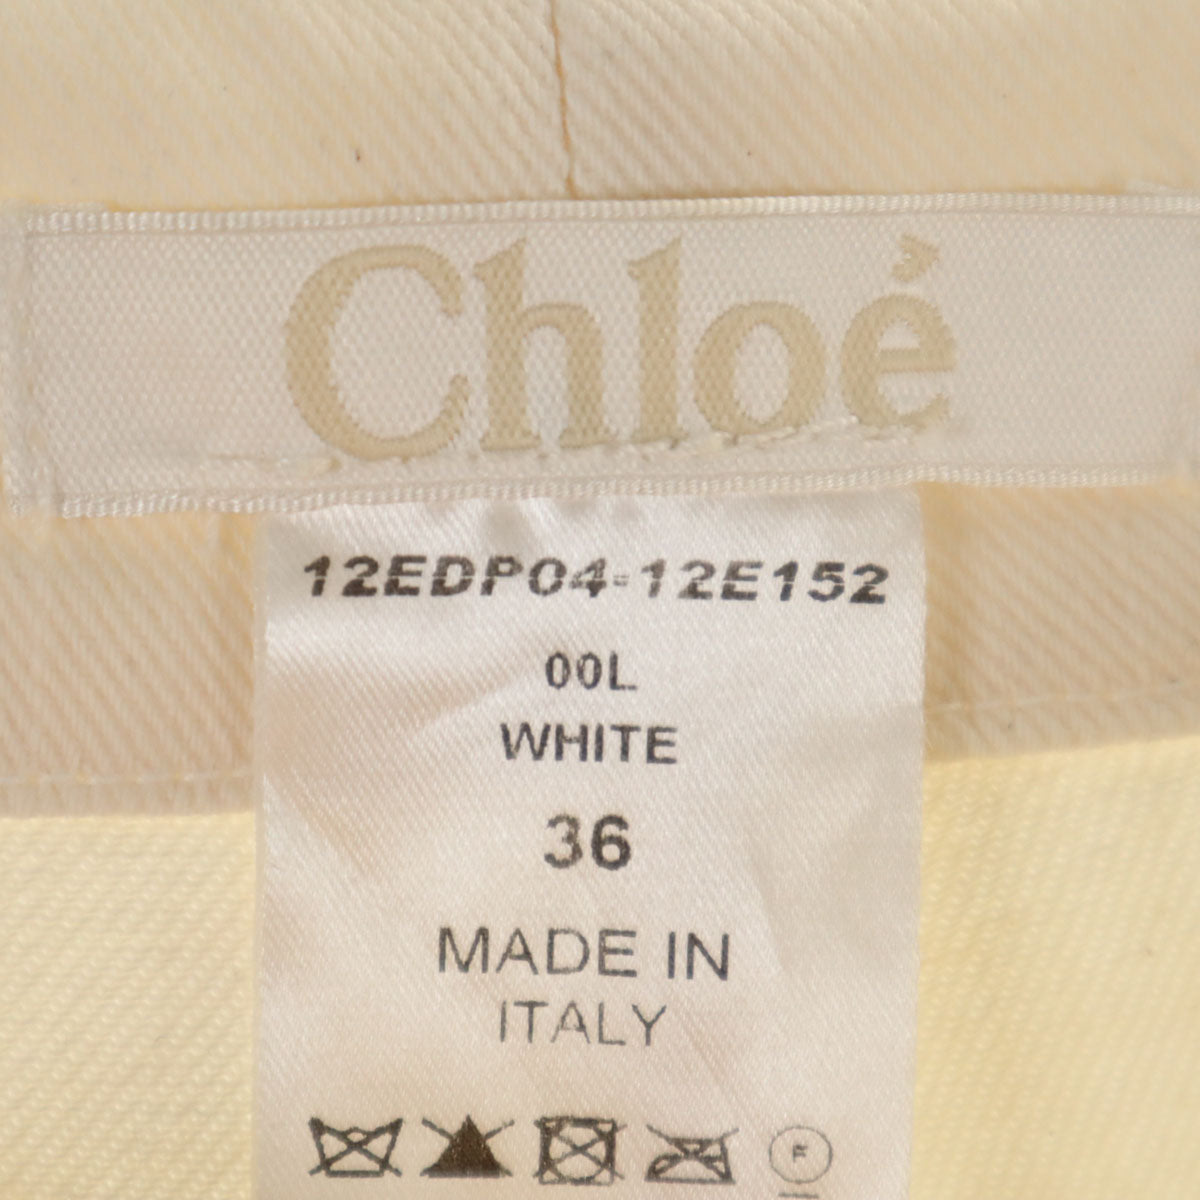 Chloé
12EDP04-12E152
00L
WHITE
36
MADE IN
ITALY
F